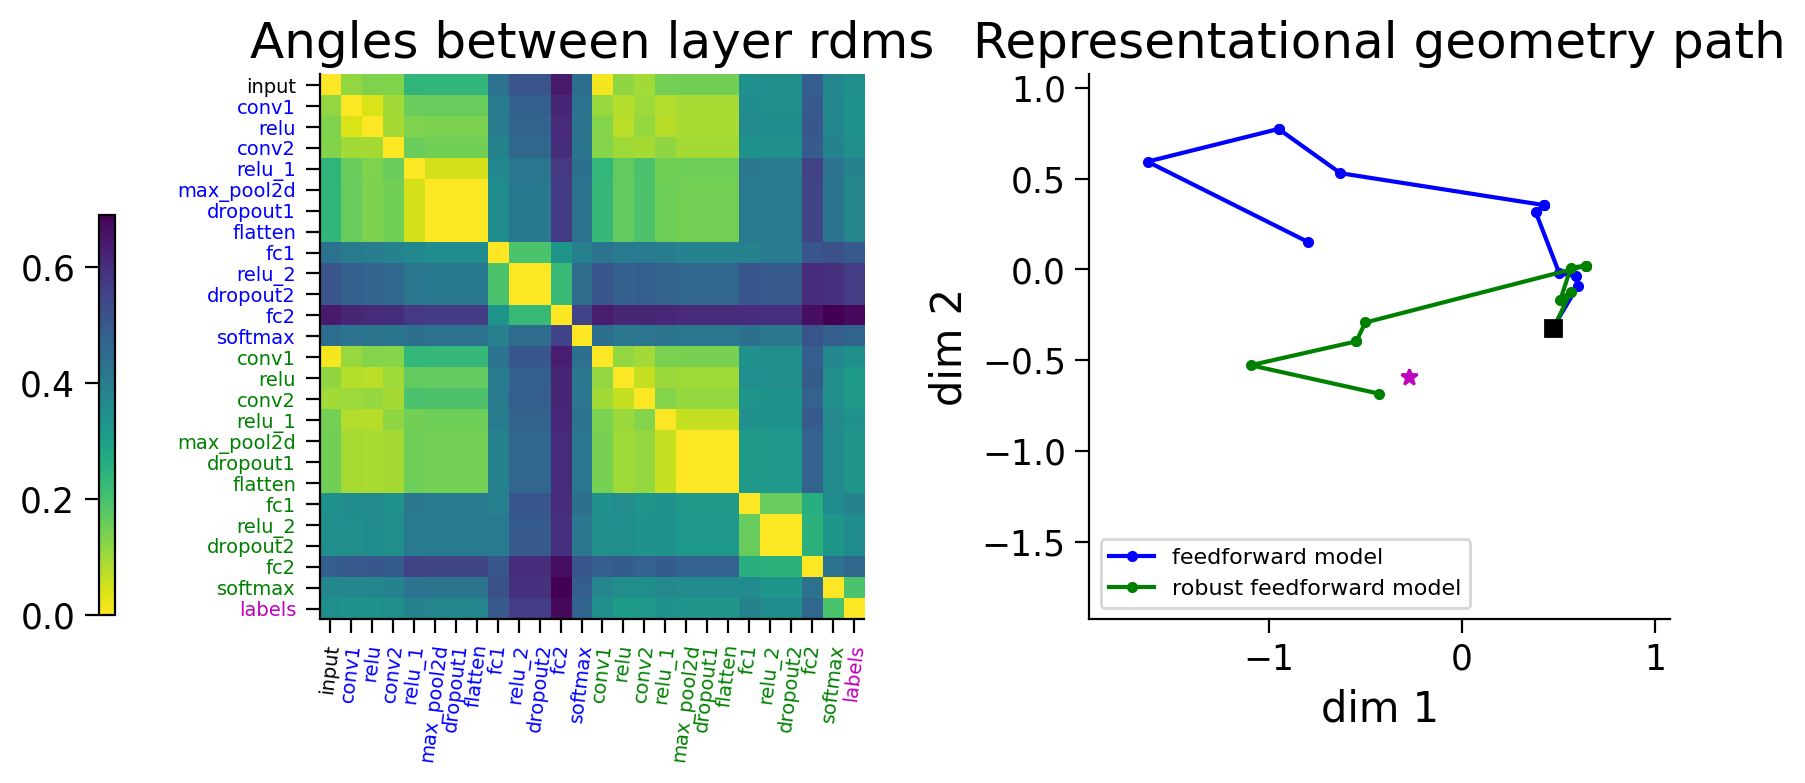 Angles between layer rdms
Representational geometry path
0.6
0.4
0.2
0.0
input
conv1
relu
conv2
relu_1
max_pool2d
dropout1
flatten
fc1
relu_2
dropout2
fc2
softmax
conv1
relu
conv2
relu_1
max_pool2d
dropout1
flatten
fc1
relu_2
dropout2
fc2
softmax
labels
input
conv1
relu
conv2
relu_1
max_pool2d
dropout1
flatten
fc1
relu_2
dropout2
fc2
softmax
conv1
relu
conv2
relu_1
max_pool2d
dropout1
flatten
fc1
relu_2
dropout2
fc2
softmax
labels
dim 2
1.0
0.5
0.0
−0.5
−1.0
−1.5
feedforward model
robust feedforward model
−1
0
1
dim 1